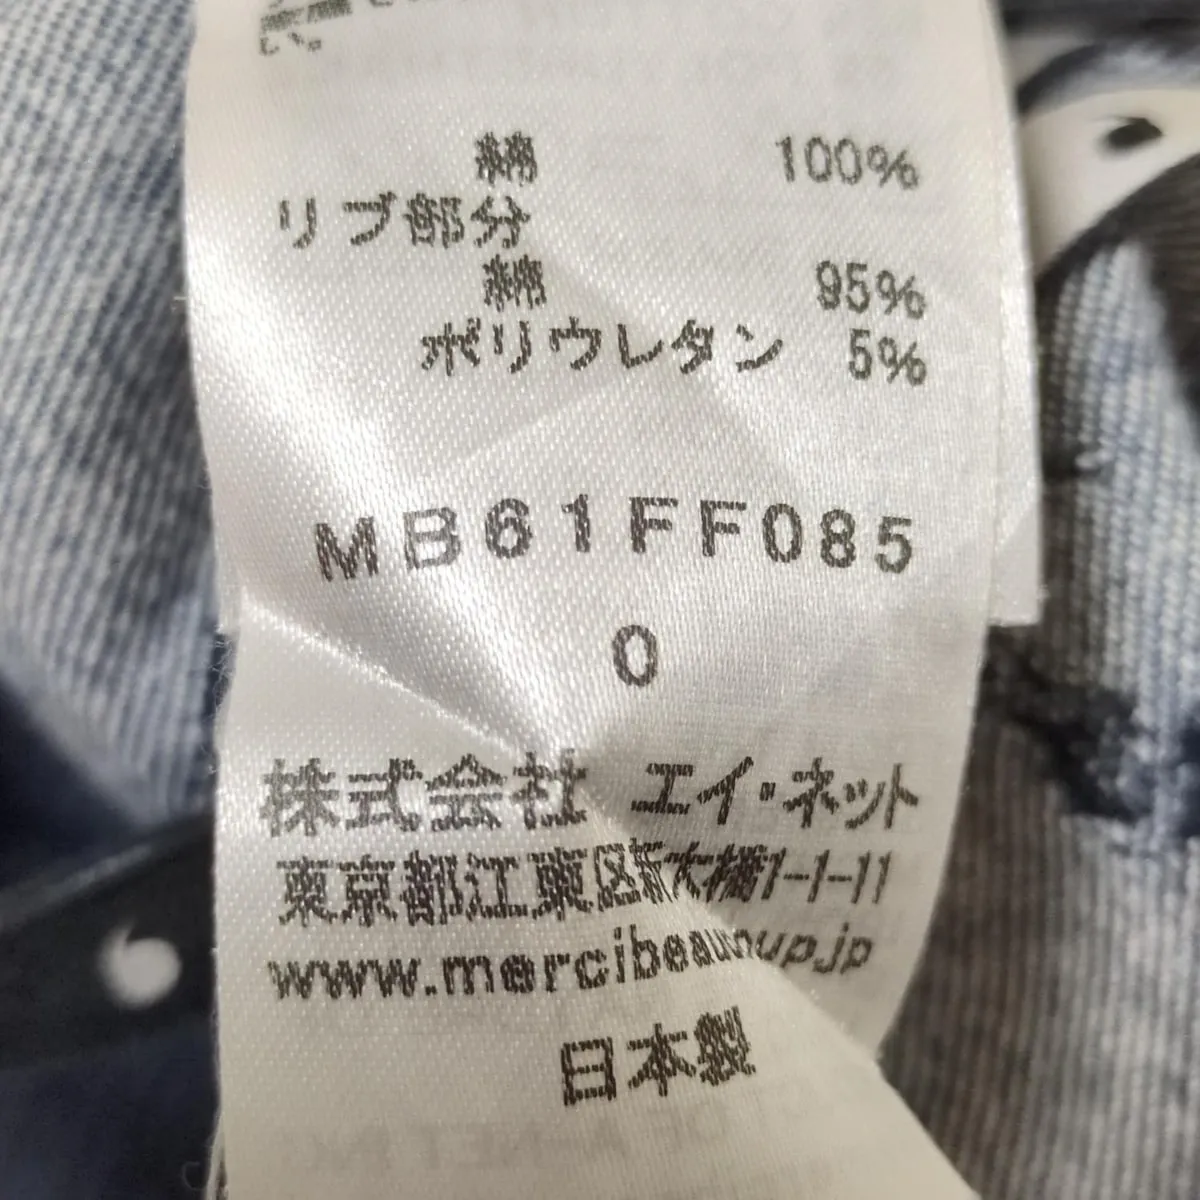 綿 100%
リブ部分
綿 95%
ポリウレタン 5%
MB61FF085
0
株式会社 エイ・ネット
東京都江東区新大橋1-1-11
www.mercibeaucoup.jp
日本製